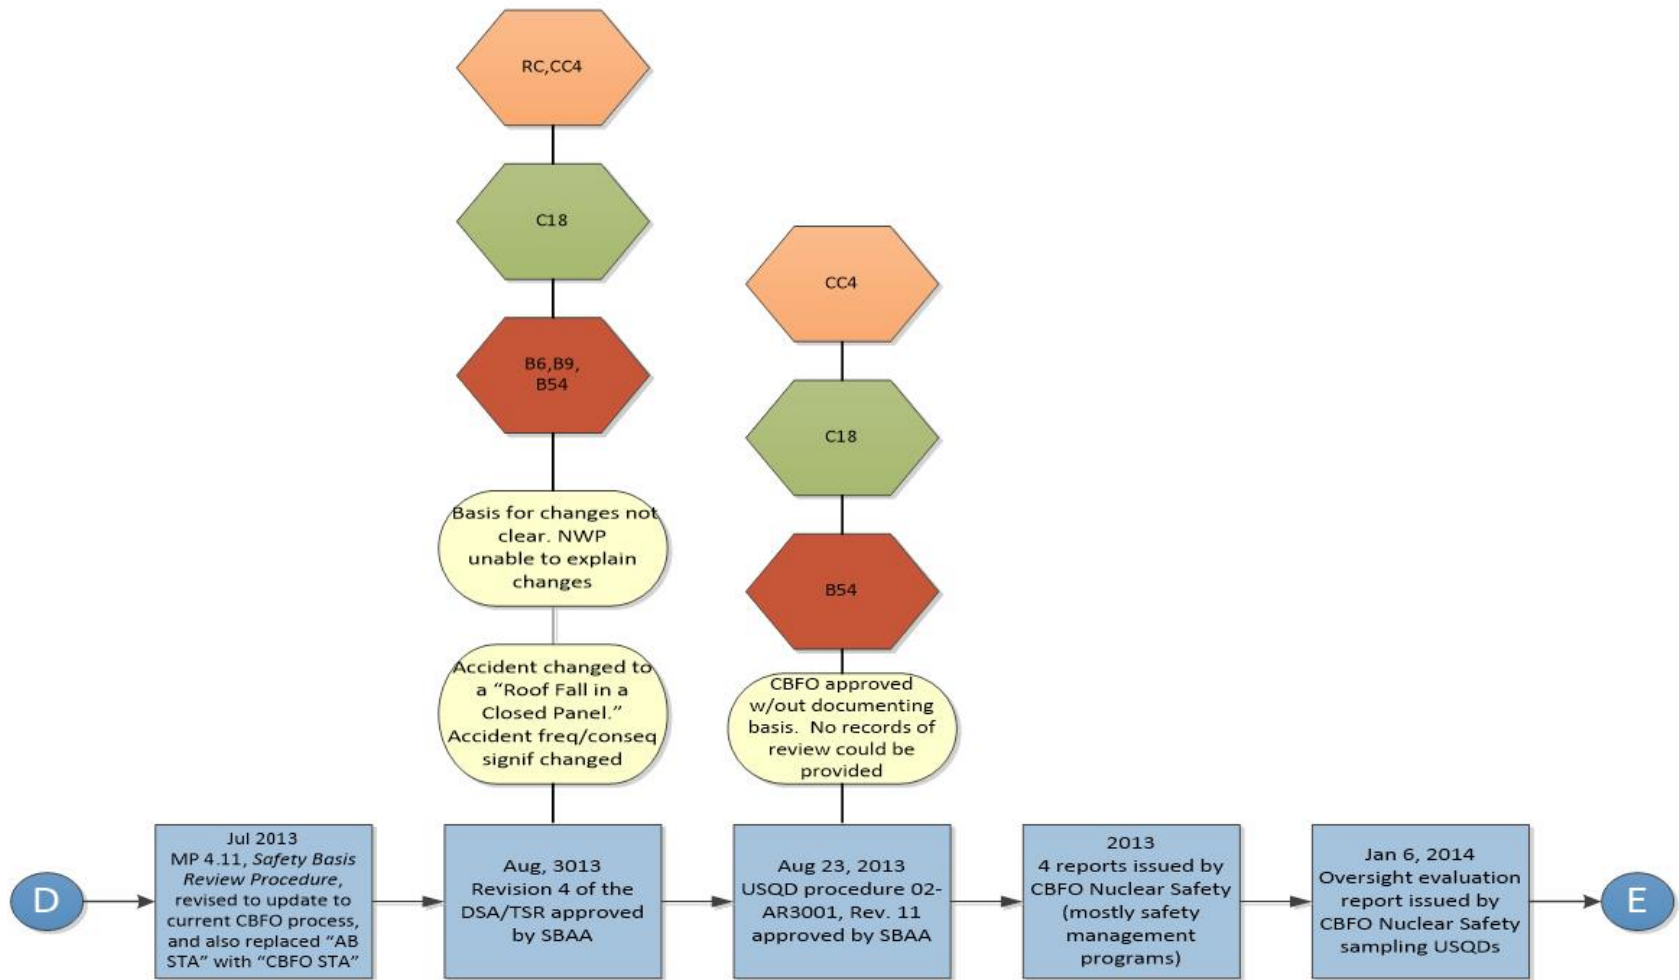 RC,CC4
C18
B6,B9,
B54
Basis for changes not
clear. NWP
unable to explain
changes
Accident changed to
a “Roof Fall in a
Closed Panel.”
Accident freq/conseq
signif changed
CC4
C18
B54
CBFO approved
w/out documenting
basis. No records of
review could be
provided
D
Jul 2013
MP 4.11, Safety Basis
Review Procedure,
revised to update to
current CBFO process,
and also replaced “AB
STA” with “CBFO STA”
Aug, 3013
Revision 4 of the
DSA/TSR approved
by SBAA
Aug 23, 2013
USQD procedure 02-
AR3001, Rev. 11
approved by SBAA
2013
4 reports issued by
CBFO Nuclear Safety
(mostly safety
management
programs)
Jan 6, 2014
Oversight evaluation
report issued by
CBFO Nuclear Safety
sampling USQDs
E